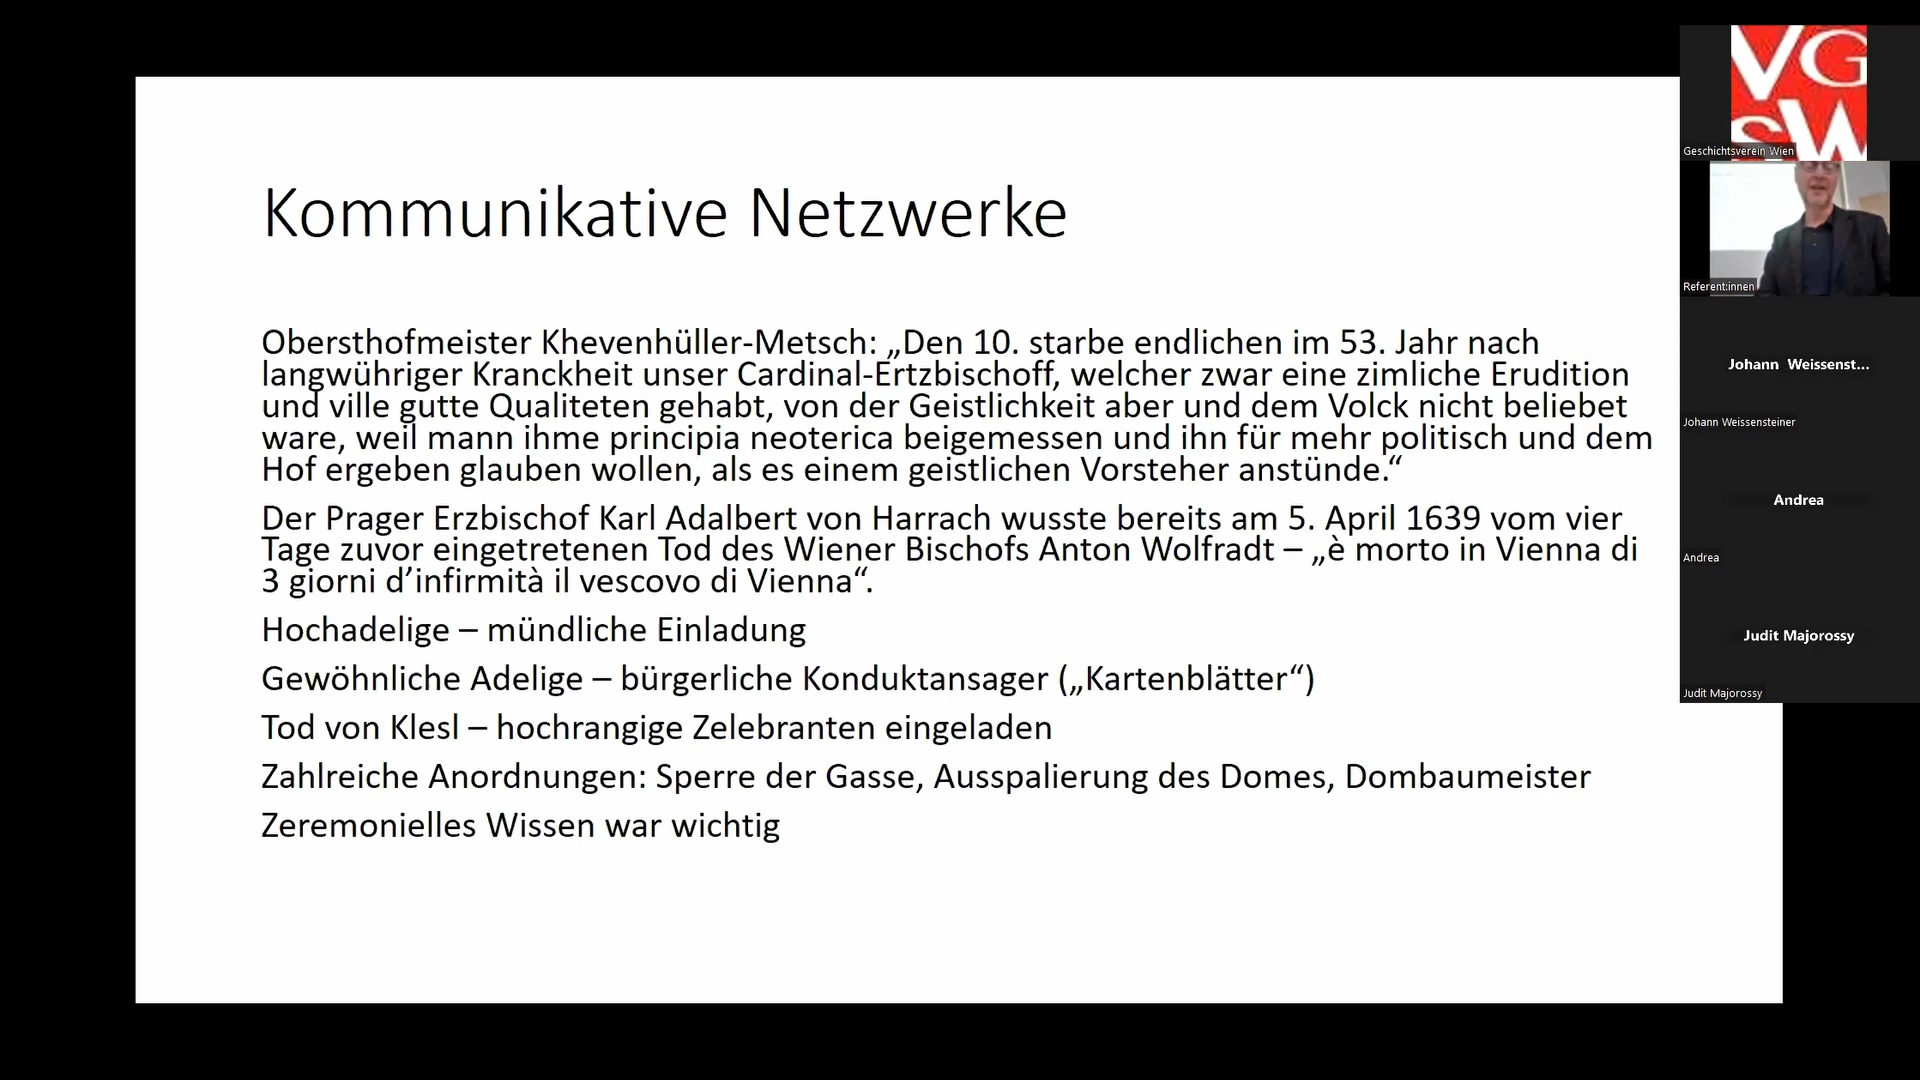 Kommunikative Netzwerke
Obersthofmeister Khevenhüller-Metsch: „Den 10. starbe endlichen im 53. Jahr nach
langwühriger Kranckheit unser Cardinal-Ertzbischoff, welcher zwar eine zimliche Erudition
und ville gutte Qualiteten gehabt, von der Geistlichkeit aber und dem Volck nicht beliebet
ware, weil mann ihme principia neoterica beigemessen und ihn für mehr politisch und dem
Hof ergeben glauben wollen, als es einem geistlichen Vorsteher anstünde.“
Der Prager Erzbischof Karl Adalbert von Harrach wusste bereits am 5. April 1639 vom vier
Tage zuvor eingetretenen Tod des Wiener Bischofs Anton Wolfradt – „è morto in Vienna di
3 giorni d’infirmità il vescovo di Vienna“.
Hochadelige – mündliche Einladung
Gewöhnliche Adelige – bürgerliche Konduktansager („Kartenblätter“)
Tod von Klesl – hochrangige Zelebranten eingeladen
Zahlreiche Anordnungen: Sperre der Gasse, Ausspalierung des Domes, Dombaumeister
Zeremonielles Wissen war wichtig
VG
SW
Geschichtsverein Wien
Referent:innen
Johann Weissenst...
Johann Weissensteiner
Andrea
Andrea
Judit Majorossy
Judit Majorossy